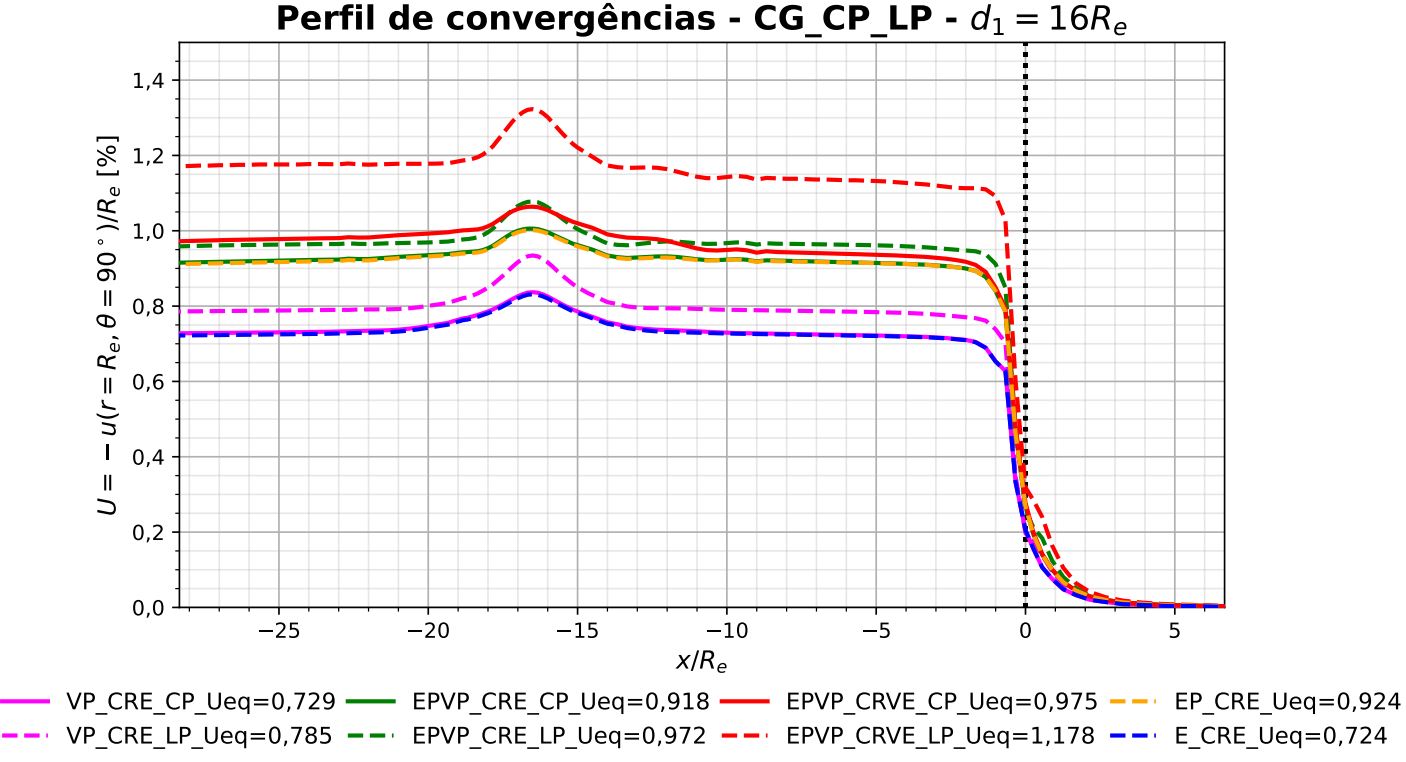 Perfil de convergências - CG_CP_LP - d₁ = 16Rₑ
1,4
1,2
1,0
0,8
0,6
0,4
0,2
0,0
U = − u(r = Rₑ, θ = 90°)/Rₑ [%]
−25 −20 −15 −10 −5 0 5
x/Rₑ
VP_CRE_CP_Ueq=0,729 EPVP_CRE_CP_Ueq=0,918 EPVP_CRVE_CP_Ueq=0,975 EP_CRE_Ueq=0,924
VP_CRE_LP_Ueq=0,785 EPVP_CRE_LP_Ueq=0,972 EPVP_CRVE_LP_Ueq=1,178 E_CRE_Ueq=0,724